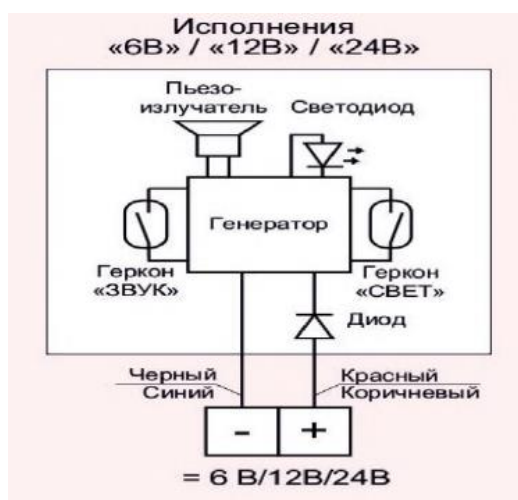 Исполнения
«6В» / «12В» / «24В»
Пьезо-
излучатель
Светодиод
Генератор
Геркон
«ЗВУК»
Геркон
«СВЕТ»
Диод
Черный
Синий
Красный
Коричневый
- +
= 6 В/12В/24В